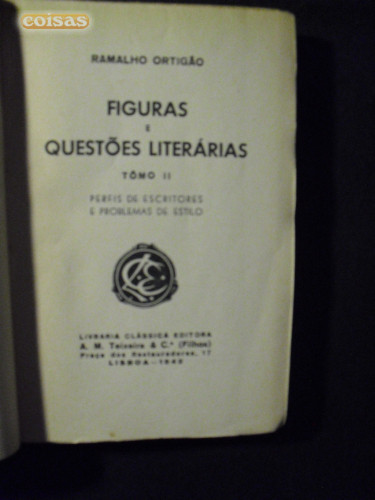 coisas
RAMALHO ORTIGÃO
FIGURAS
E
QUESTÕES LITERÁRIAS
TÔMO II
PERFIS DE ESCRITORES
E PROBLEMAS DE ESTILO
LIVRARIA CLÁSSICA EDITORA
A. M. Teixeira & C.ª (Filhos)
Praça dos Restauradores, 17
LISBOA